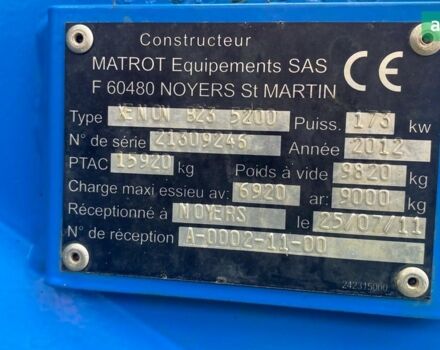 Constructeur
MATROT Equipements SAS CE
F 60480 NOYERS St MARTIN
Type XENON B23 5200 Puiss. 173 kw
N° de série 21309246 Année 2012
PTAC 15920 kg Poids à vide 9820 kg
Charge maxi essieu av: 6920 ar: 9000 kg
Réceptionné à NOYERS le 25/07/11
N° de réception A-0002-11-00
242315000